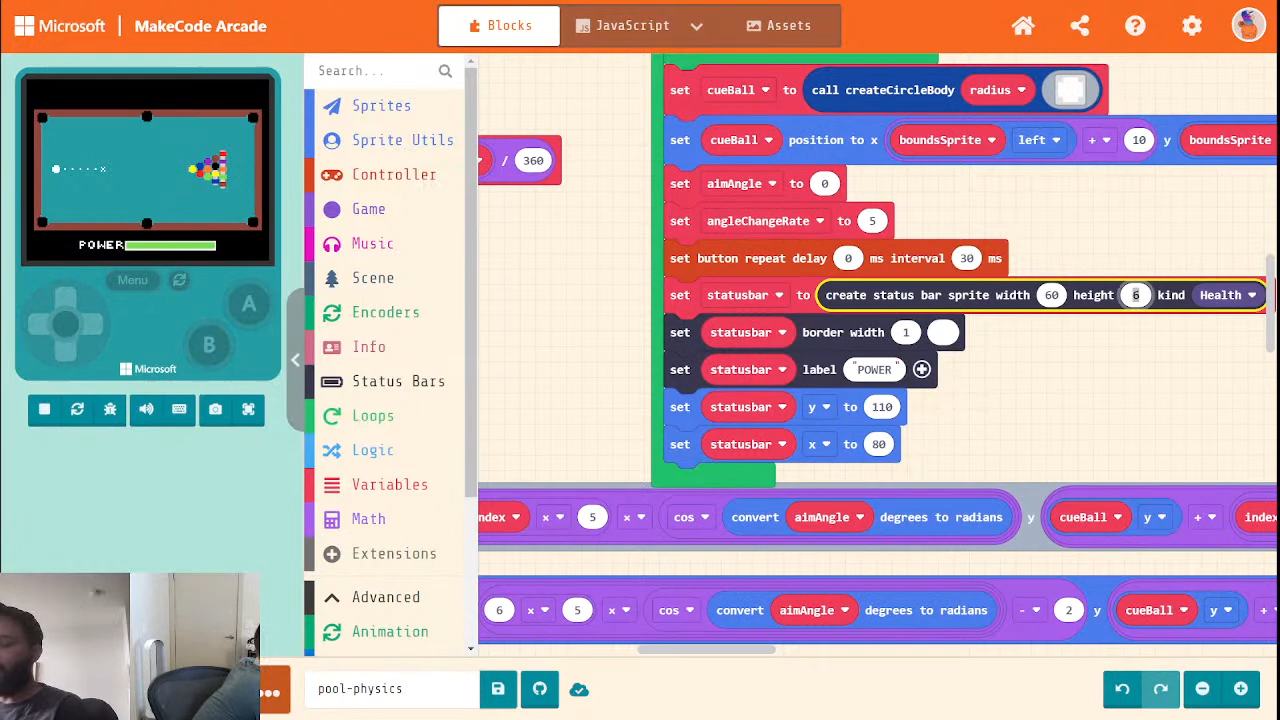 Microsoft
MakeCode Arcade
Blocks
JavaScript
Assets
POWER
Menu
A
B
Microsoft
Search...
Sprites
Sprite Utils
Controller
Game
Music
Scene
Encoders
Info
Status Bars
Loops
Logic
Variables
Math
Extensions
Advanced
Animation
/ 360
set cueBall to call createCircleBody radius
set cueBall position to x boundsSprite left + 10 y boundsSprite
set aimAngle to 0
set angleChangeRate to 5
set button repeat delay 0 ms interval 30 ms
set statusbar to create status bar sprite width 60 height 6 kind Health
set statusbar border width 1
set statusbar label "POWER"
set statusbar y to 110
set statusbar x to 80
index × 5 × cos convert aimAngle degrees to radians y cueBall y + index
6 × 5 × cos convert aimAngle degrees to radians - 2 y cueBall y +
pool-physics